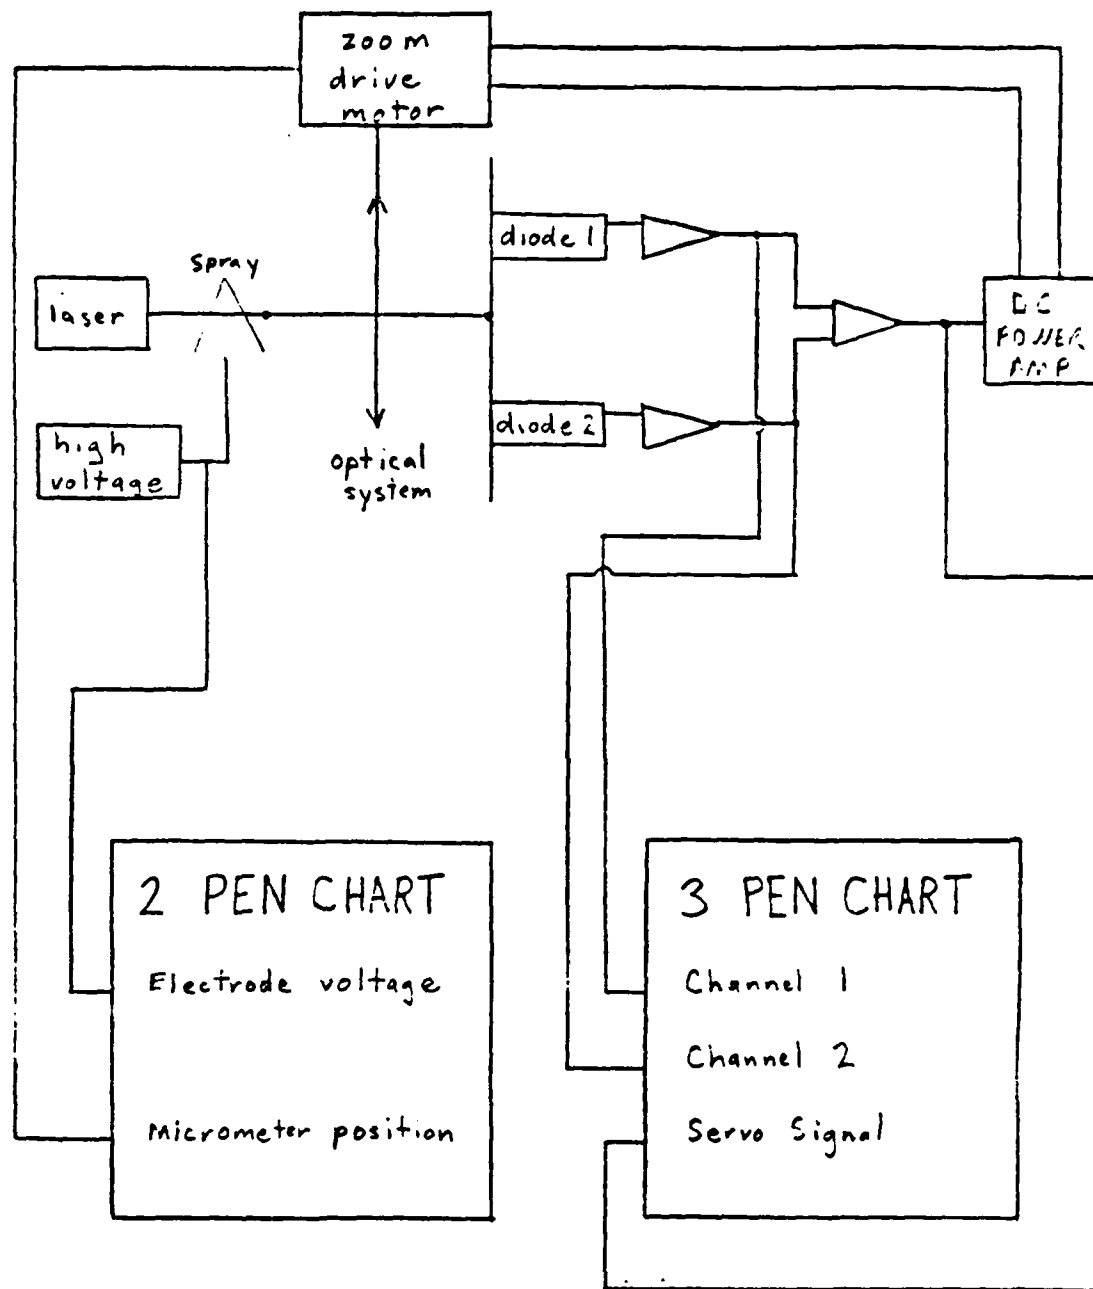 zoom
drive
motor
diode 1
spray
laser
DC
POWER
AMP
diode 2
high
voltage
optical
system
2 PEN CHART
3 PEN CHART
Electrode voltage
Channel 1
Channel 2
Micrometer position
Servo Signal